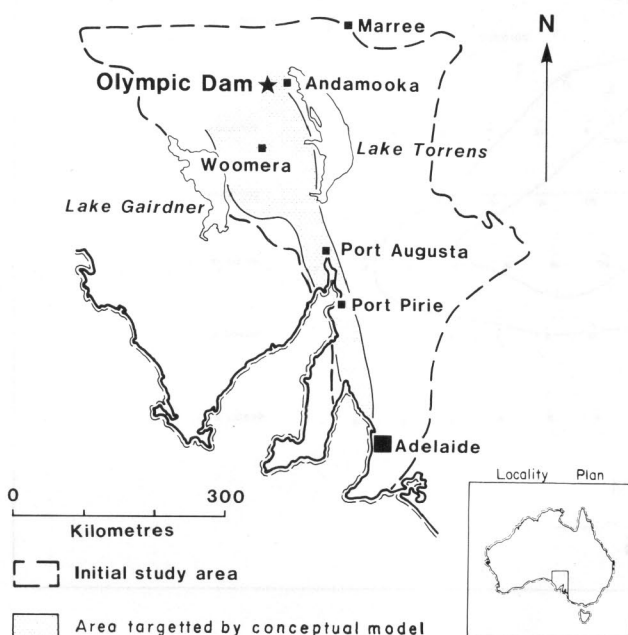 Marree
N
Olympic Dam
Andamooka
Woomera
Lake Torrens
Lake Gairdner
Port Augusta
Port Pirie
Adelaide
0 300
Kilometres
Initial study area
Area targetted by conceptual model
Locality Plan